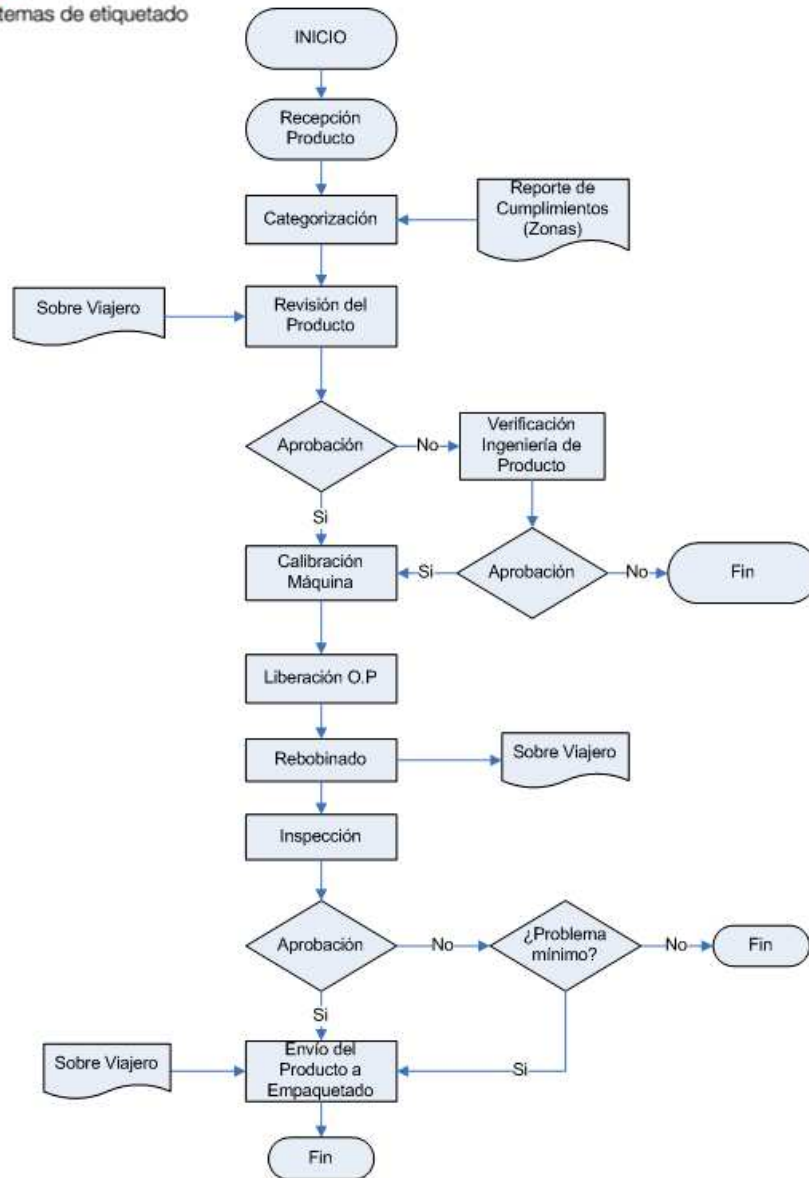 temas de etiquetado
INICIO
Recepción
Producto
Categorización
Reporte de
Cumplimientos
(Zonas)
Sobre Viajero
Revisión del
Producto
Aprobación
No
Verificación
Ingeniería de
Producto
Si
Calibración
Máquina
Si
Aprobación
No
Fin
Liberación O.P
Rebobinado
Sobre Viajero
Inspección
Aprobación
No
¿Problema
mínimo?
No
Fin
Si
Sobre Viajero
Envío del
Producto a
Empaquetado
Si
Fin